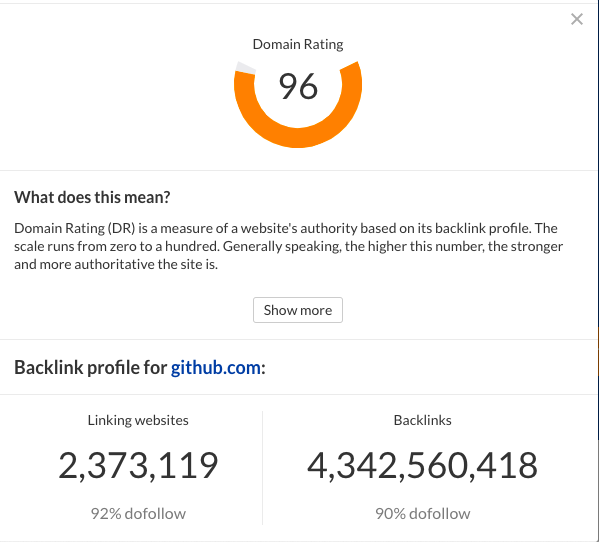 Domain Rating
96
What does this mean?
Domain Rating (DR) is a measure of a website's authority based on its backlink profile. The
scale runs from zero to a hundred. Generally speaking, the higher this number, the stronger
and more authoritative the site is.
Show more
Backlink profile for github.com:
Linking websites
2,373,119
92% dofollow
Backlinks
4,342,560,418
90% dofollow